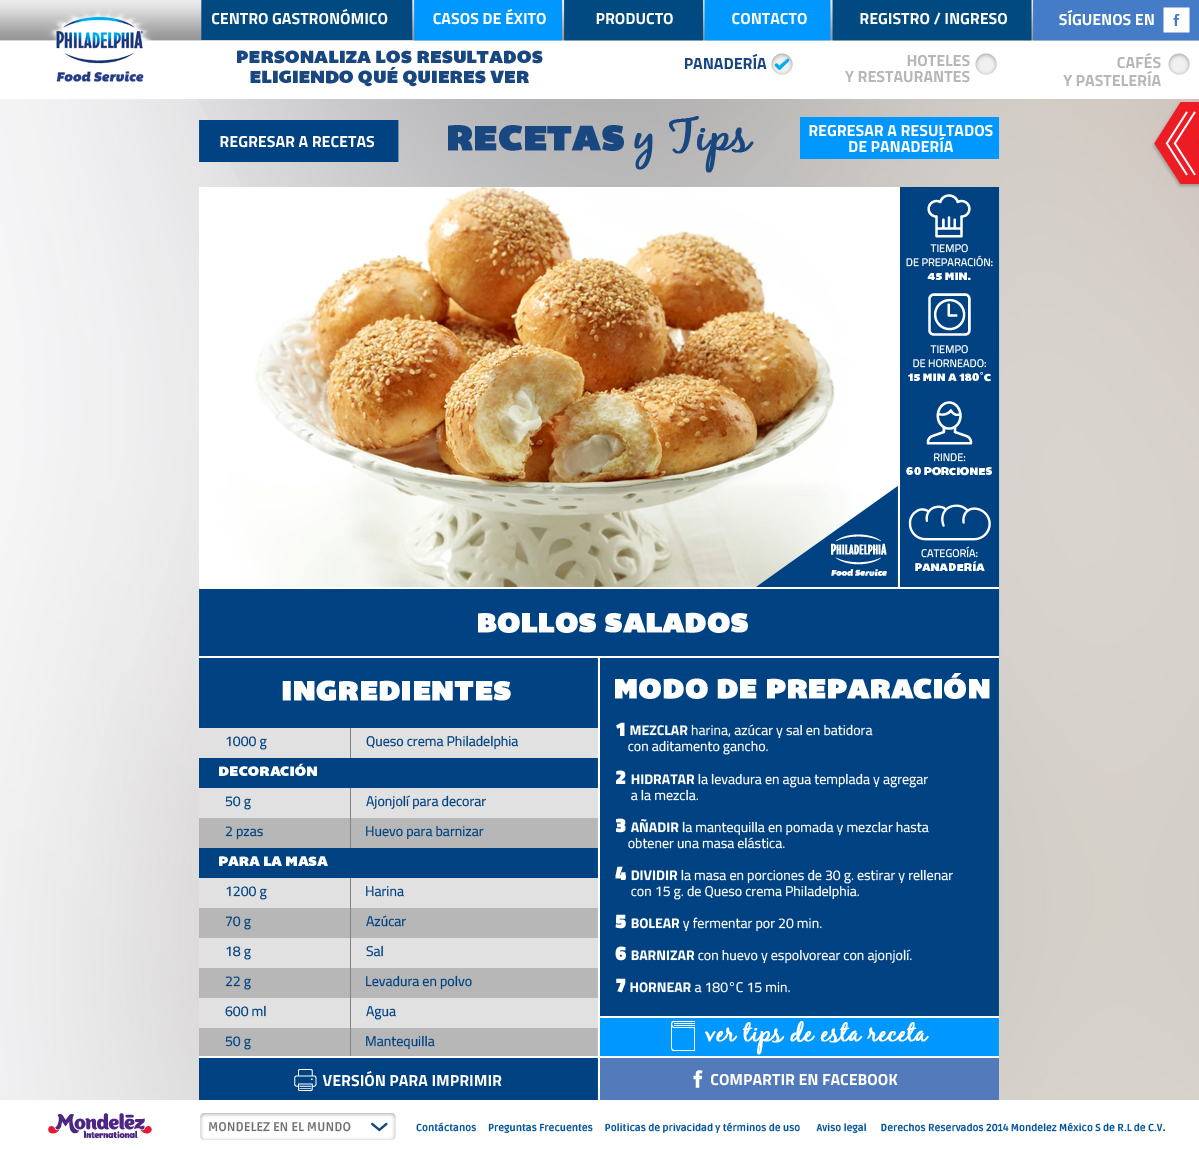 CENTRO GASTRONÓMICO
CASOS DE ÉXITO
PRODUCTO
CONTACTO
REGISTRO / INGRESO
SÍGUENOS EN f
PHILADELPHIA
Food Service
PERSONALIZA LOS RESULTADOS
ELIGIENDO QUÉ QUIERES VER
PANADERÍA
HOTELES
Y RESTAURANTES
CAFÉS
Y PASTELERÍA
REGRESAR A RECETAS
RECETAS y Tips
REGRESAR A RESULTADOS
DE PANADERÍA
TIEMPO
DE PREPARACIÓN:
45 MIN.
TIEMPO
DE HORNEADO:
15 MIN A 180°C
RINDE:
60 PORCIONES
CATEGORÍA:
PANADERÍA
PHILADELPHIA
Food Service
BOLLOS SALADOS
INGREDIENTES
1000 g Queso crema Philadelphia
DECORACIÓN
50 g Ajonjolí para decorar
2 pzas Huevo para barnizar
PARA LA MASA
1200 g Harina
70 g Azúcar
18 g Sal
22 g Levadura en polvo
600 ml Agua
50 g Mantequilla
VERSIÓN PARA IMPRIMIR
MODO DE PREPARACIÓN
1 MEZCLAR harina, azúcar y sal en batidora
con aditamento gancho.
2 HIDRATAR la levadura en agua templada y agregar
a la mezcla.
3 AÑADIR la mantequilla en pomada y mezclar hasta
obtener una masa elástica.
4 DIVIDIR la masa en porciones de 30 g. estirar y rellenar
con 15 g. de Queso crema Philadelphia.
5 BOLEAR y fermentar por 20 min.
6 BARNIZAR con huevo y espolvorear con ajonjolí.
7 HORNEAR a 180°C 15 min.
ver tips de esta receta
f COMPARTIR EN FACEBOOK
Mondelēz
International
MONDELEZ EN EL MUNDO
Contáctanos
Preguntas Frecuentes
Politicas de privacidad y términos de uso
Aviso legal
Derechos Reservados 2014 Mondelez México S de R.L de C.V.